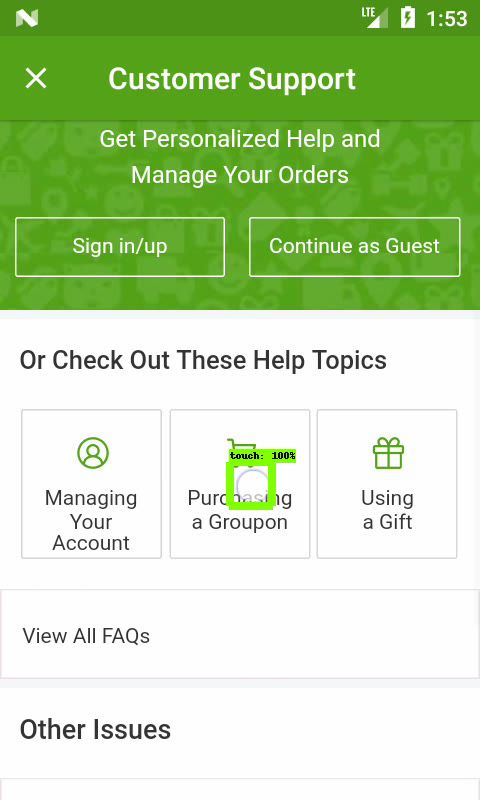 LTE 1:53
Customer Support
Get Personalized Help and
Manage Your Orders
Sign in/up
Continue as Guest
Or Check Out These Help Topics
Managing
Your
Account
touch: 100%
Purchasing
a Groupon
Using
a Gift
View All FAQs
Other Issues